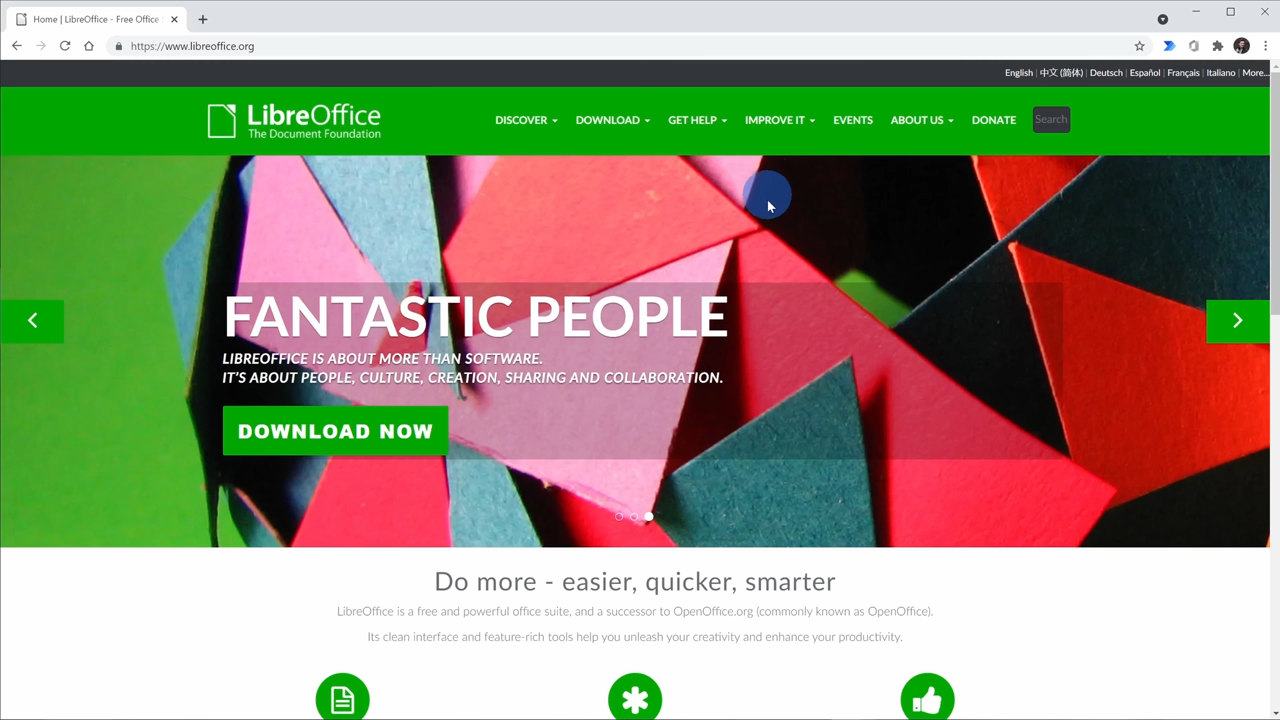 Home | LibreOffice - Free Office
https://www.libreoffice.org
English | 中文 (简体) | Deutsch | Español | Français | Italiano | More...
LibreOffice
The Document Foundation
DISCOVER DOWNLOAD GET HELP IMPROVE IT EVENTS ABOUT US DONATE Search
FANTASTIC PEOPLE
LIBREOFFICE IS ABOUT MORE THAN SOFTWARE.
IT'S ABOUT PEOPLE, CULTURE, CREATION, SHARING AND COLLABORATION.
DOWNLOAD NOW
Do more - easier, quicker, smarter
LibreOffice is a free and powerful office suite, and a successor to OpenOffice.org (commonly known as OpenOffice).
Its clean interface and feature-rich tools help you unleash your creativity and enhance your productivity.